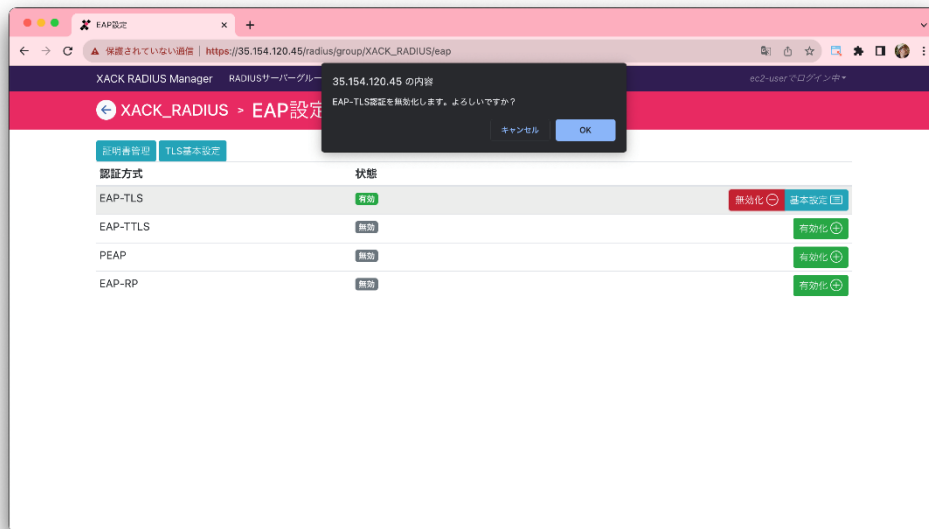 EAP設定
保護されていない通信 | https://35.154.120.45/radius/group/XACK_RADIUS/eap
XACK RADIUS Manager RADIUSサーバーグルー
ec2-userでログイン中
35.154.120.45 の内容
EAP-TLS認証を無効化します。よろしいですか？
キャンセル OK
XACK_RADIUS > EAP設定
証明書管理 TLS基本設定
認証方式 状態
EAP-TLS 有効 無効化 基本設定
EAP-TTLS 無効 有効化
PEAP 無効 有効化
EAP-RP 無効 有効化